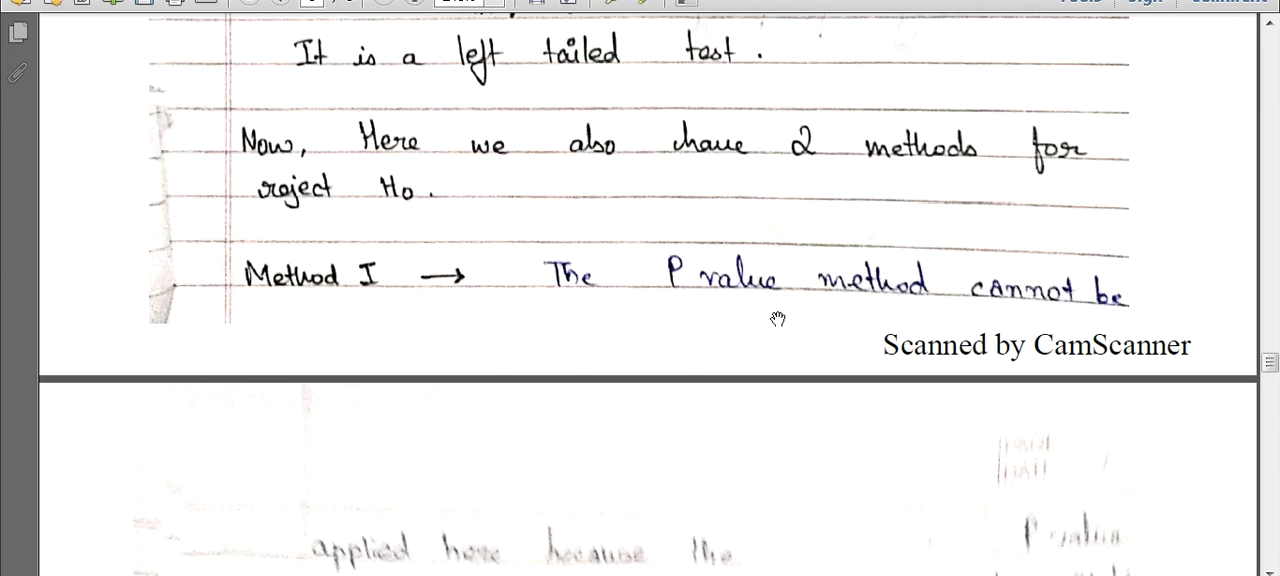 It is a left tailed test.
Now, Here we also have 2 methods for
reject Ho.
Method I → The P value method cannot be
Scanned by CamScanner
applied here because the
P value